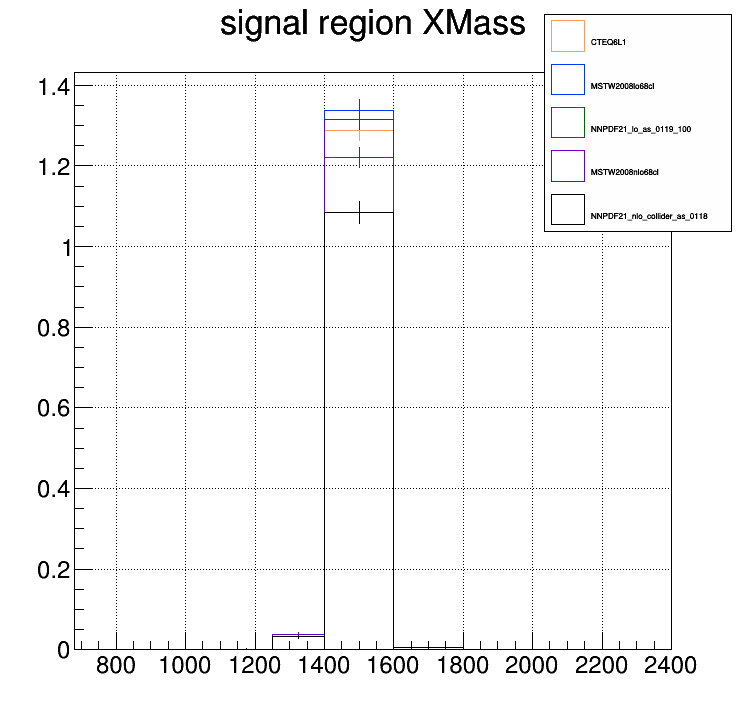 signal region XMass
CTEQ6L1
MSTW2008lo68cl
NNPDF21_lo_as_0119_100
MSTW2008nlo68cl
NNPDF21_nlo_collider_as_0118
1.4
1.2
1
0.8
0.6
0.4
0.2
0
800 1000 1200 1400 1600 1800 2000 2200 2400